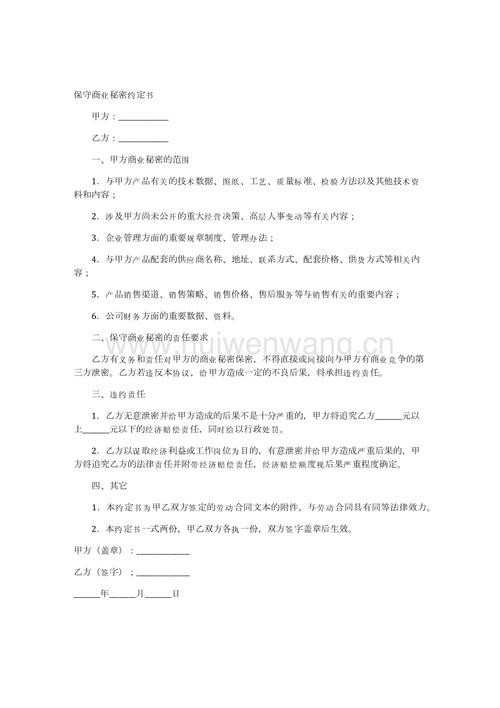 保守商业秘密约定书
甲方：__________
乙方：__________
一、甲方商业秘密的范围
1．与甲方产品有关的技术数据、图纸、工艺、质量标准、检验方法以及其他技术资
料和内容；
2．涉及甲方尚未公开的重大经营决策、高层人事变动等有关内容；
3．企业管理方面的重要规章制度、管理办法；
4．与甲方产品配套的供应商名称、地址、联系方式、配套价格、供货方式等相关内
容；
5．产品销售渠道、销售策略、销售价格、售后服务等与销售有关的重要内容；
6．公司财务方面的重要数据、资料。
二、保守商业秘密的责任要求
www.huiwenwang.cn
乙方有义务和责任对甲方的商业秘密保密，不得直接或间接向与甲方有商业竞争的第
三方泄密。乙方若违反本协议，给甲方造成一定的不良后果，将承担违约责任。
三、违约责任
1．乙方无意泄密并给甲方造成的后果不是十分严重的，甲方将追究乙方_____元以
上_____元以下的经济赔偿责任，同时给以行政处罚。
2．乙方以谋取经济利益或工作岗位为目的，有意泄密并给甲方造成严重后果的，甲
方将追究乙方的法律责任并附带经济赔偿责任，经济赔偿额度视后果严重程度确定。
四、其它
1．本约定书为甲乙双方签定的劳动合同文本的附件，与劳动合同具有同等法律效力。
2．本约定书一式两份，甲乙双方各执一份，双方签字盖章后生效。
甲方（盖章）：__________
乙方（签字）；__________
_____年_____月_____日